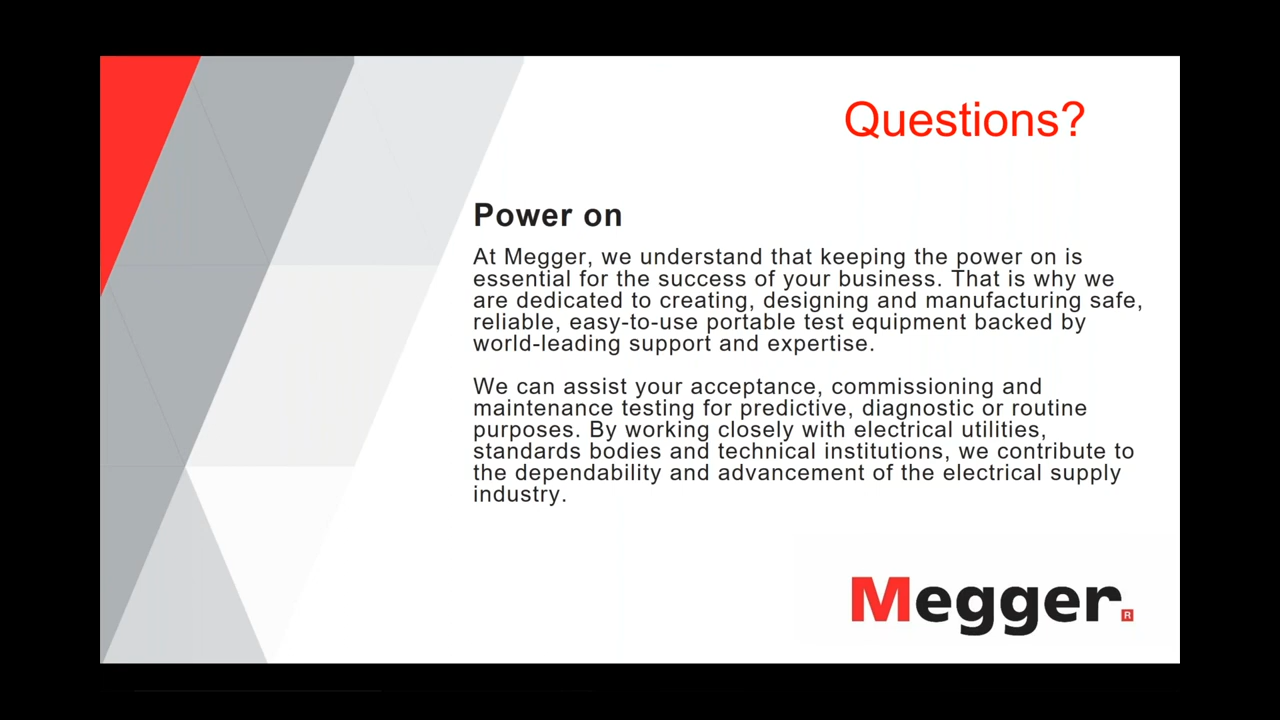 Questions?
Power on
At Megger, we understand that keeping the power on is
essential for the success of your business. That is why we
are dedicated to creating, designing and manufacturing safe,
reliable, easy-to-use portable test equipment backed by
world-leading support and expertise.
We can assist your acceptance, commissioning and
maintenance testing for predictive, diagnostic or routine
purposes. By working closely with electrical utilities,
standards bodies and technical institutions, we contribute to
the dependability and advancement of the electrical supply
industry.
Megger.R